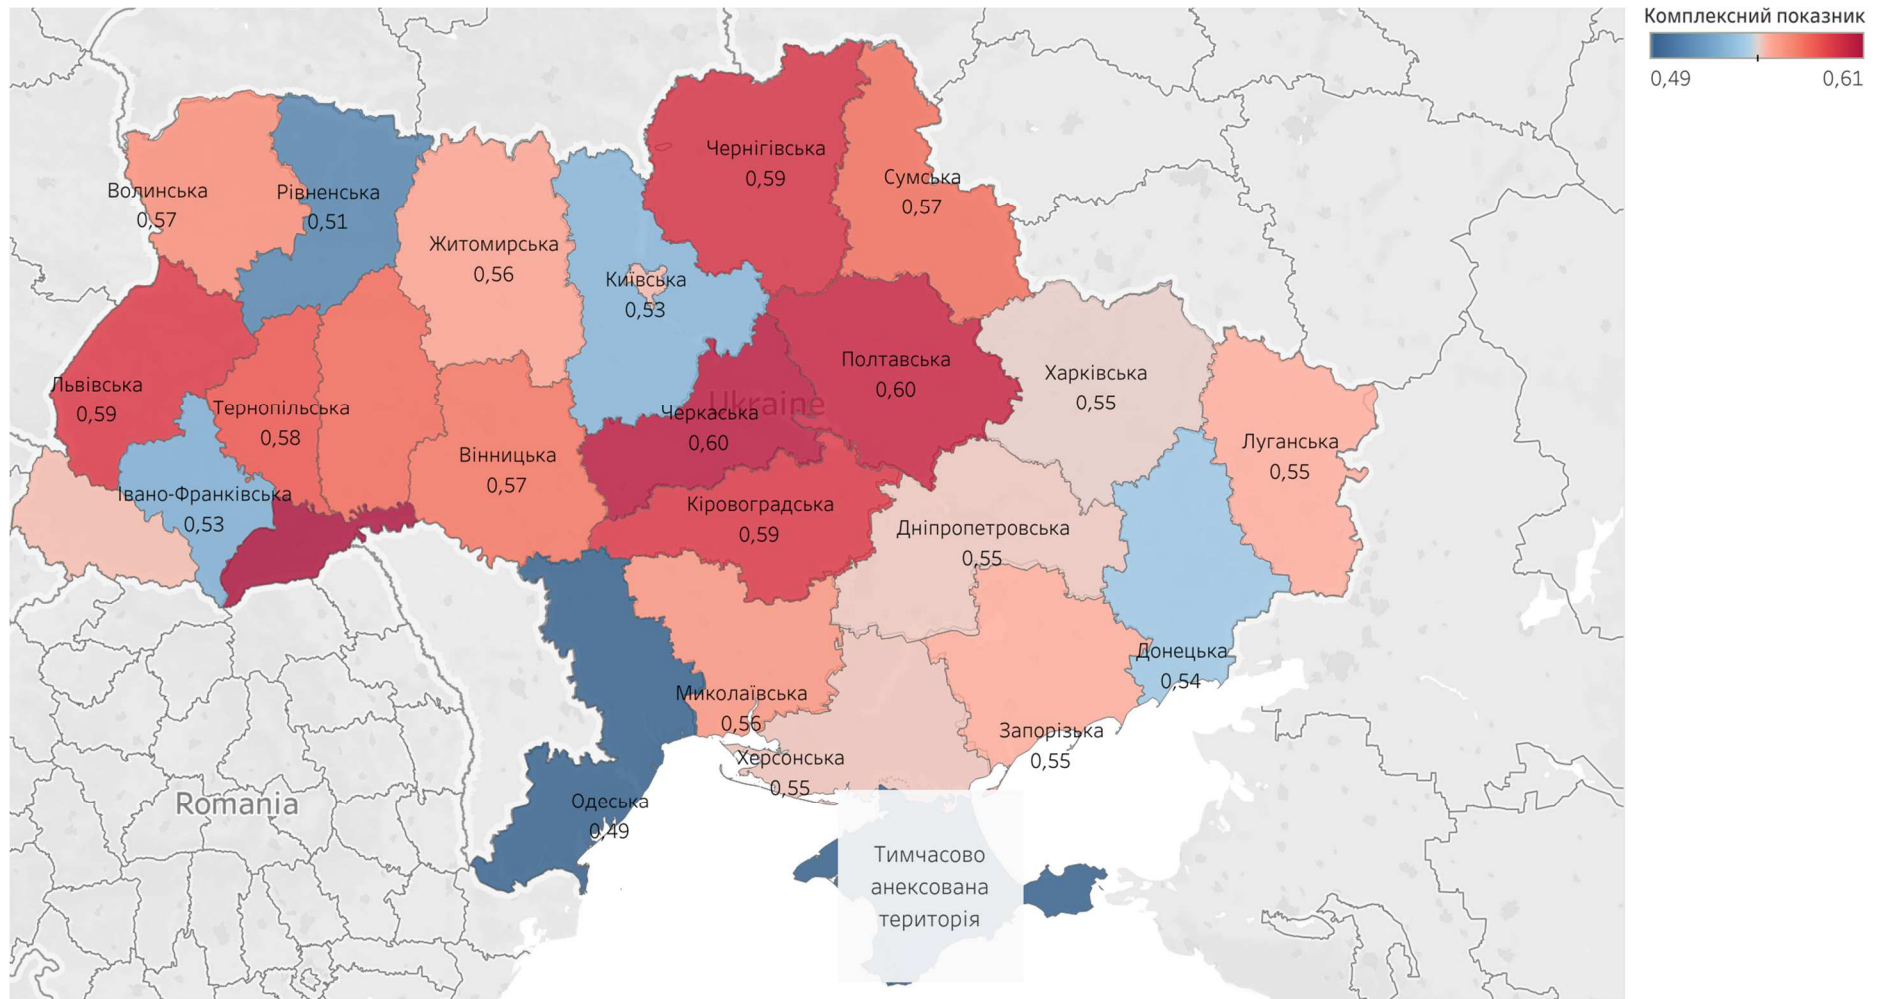 Комплексний показник
0,49
0,61
Чернігівська
0,59
Сумська
0,57
Волинська
0,57
Рівненська
0,51
Житомирська
0,56
Київська
0,53
Полтавська
0,60
Харківська
0,55
Львівська
0,59
Тернопільська
0,58
Ukraine
Черкаська
0,60
Луганська
0,55
Вінницька
0,57
Івано-Франківська
0,53
Кіровоградська
0,59
Дніпропетровська
0,55
Донецька
0,54
Миколаївська
0,56
Запорізька
0,55
Херсонська
0,55
Romania
Одеська
0,49
Тимчасово
анексована
територія